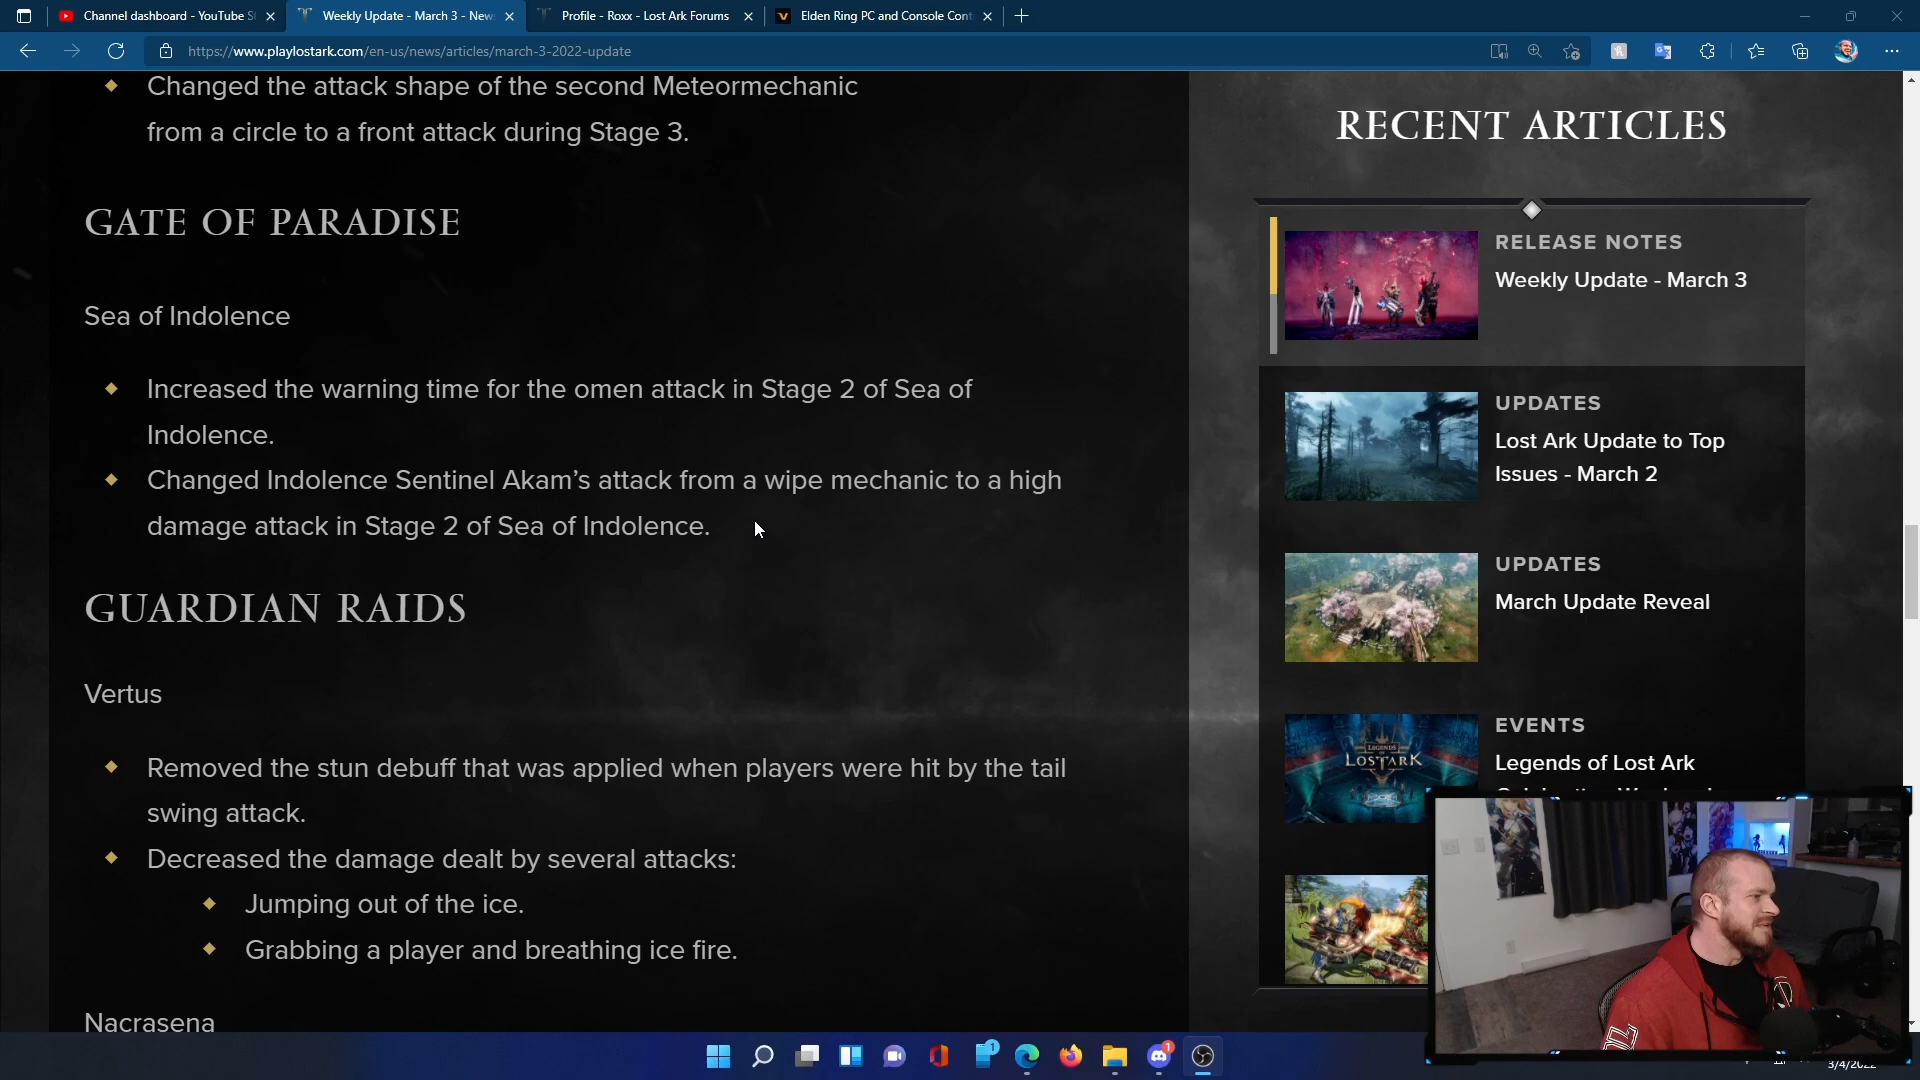 Channel dashboard - YouTube S
Weekly Update - March 3 - New
Profile - Roxx - Lost Ark Forums
Elden Ring PC and Console Cont
https://www.playlostark.com/en-us/news/articles/march-3-2022-update
Changed the attack shape of the second Meteormechanic
from a circle to a front attack during Stage 3.
GATE OF PARADISE
Sea of Indolence
Increased the warning time for the omen attack in Stage 2 of Sea of
Indolence.
Changed Indolence Sentinel Akam's attack from a wipe mechanic to a high
damage attack in Stage 2 of Sea of Indolence.
GUARDIAN RAIDS
Vertus
Removed the stun debuff that was applied when players were hit by the tail
swing attack.
Decreased the damage dealt by several attacks:
Jumping out of the ice.
Grabbing a player and breathing ice fire.
Nacrasena
RECENT ARTICLES
RELEASE NOTES
Weekly Update - March 3
UPDATES
Lost Ark Update to Top
Issues - March 2
UPDATES
March Update Reveal
LEGENDS
OF
LOST ARK
EVENTS
Legends of Lost Ark
1
1
3/4/2022